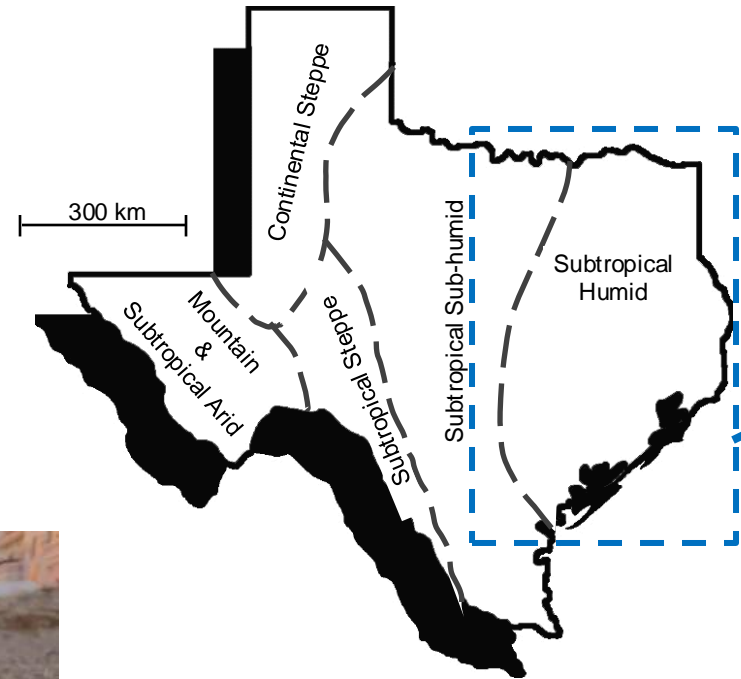 Continental Steppe
300 km
Subtropical Sub-humid
Subtropical
Humid
Mountain
&
Subtropical Arid
Subtropical Steppe